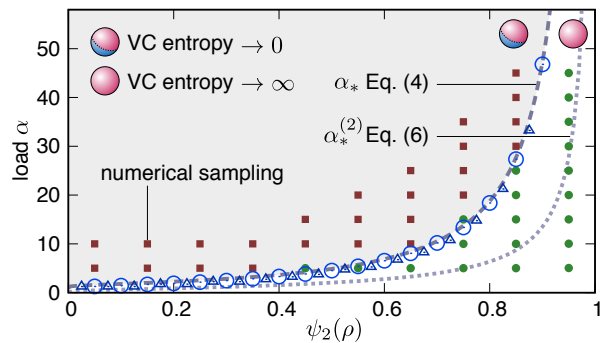 VC entropy → 0
VC entropy → ∞
α* Eq. (4)
α*^(2) Eq. (6)
numerical sampling
load α
50
40
30
20
10
0
0 0.2 0.4 0.6 0.8 1
ψ₂(ρ)